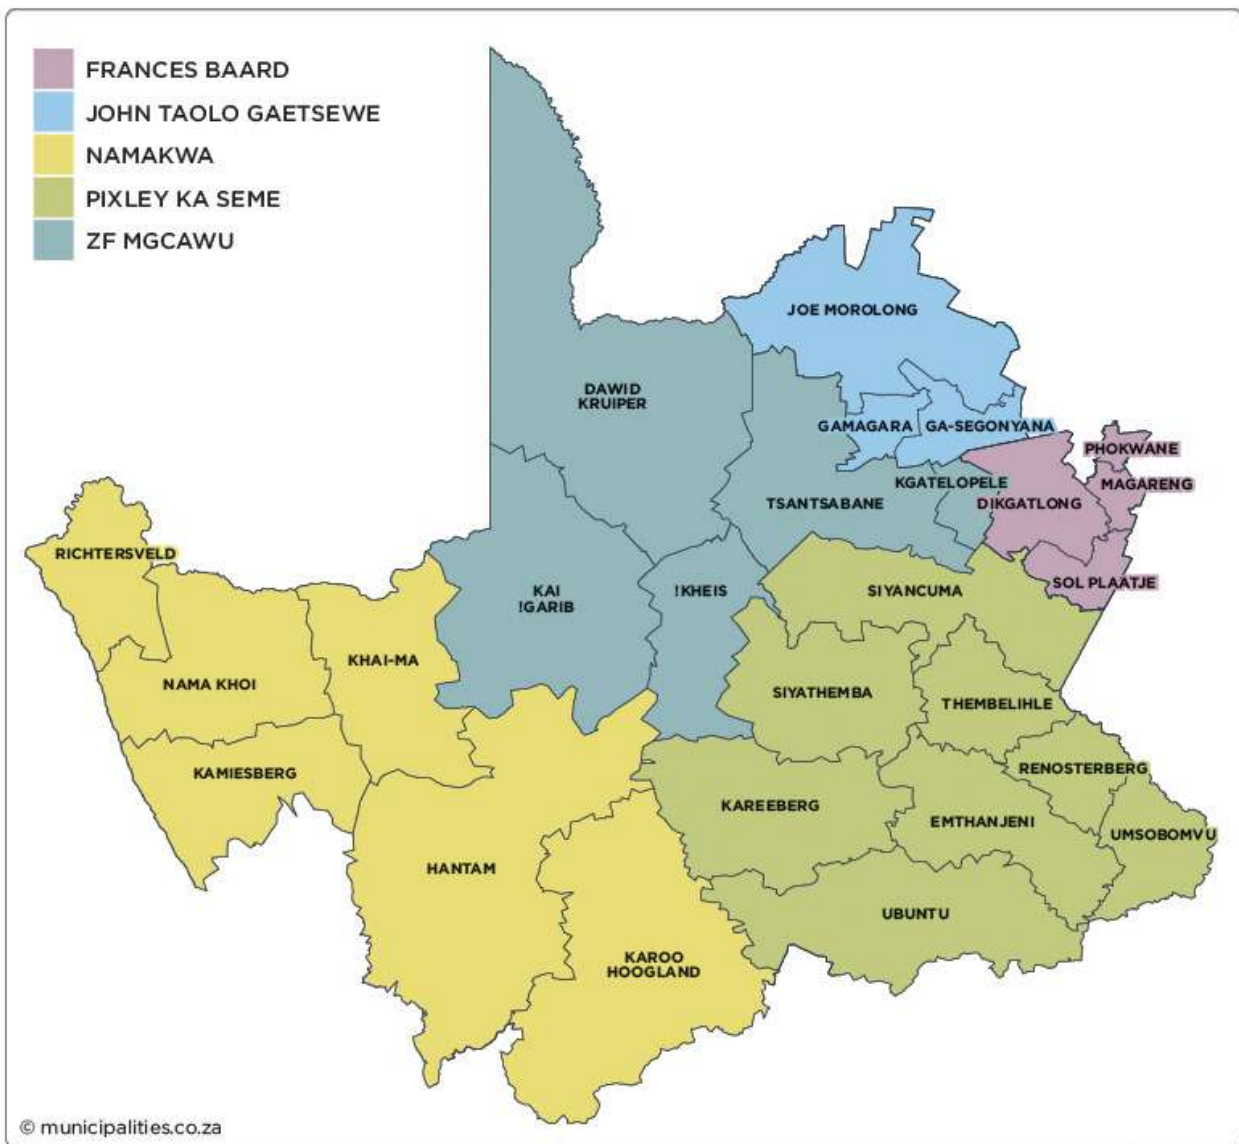 FRANCES BAARD
JOHN TAOLO GAETSEWE
NAMAKWA
PIXLEY KA SEME
ZF MGCAWU
JOE MOROLONG
DAWID
KRUIPER
GAMAGARA
GA-SEGONYANA
PHOKWANE
KGATELOPELE
MAGARENG
TSANTSABANE
DIKGATLONG
RICHTERSVELD
SOL PLAATJE
KAI
!GARIB
!KHEIS
SIYANCUMA
KHAI-MA
NAMA KHOI
SIYATHEMBA
THEMBELIHLE
KAMIESBERG
RENOSTERBERG
KAREEBERG
EMTHANJENI
UMSOBOMVU
HANTAM
UBUNTU
KAROO
HOOGLAND
© municipalities.co.za